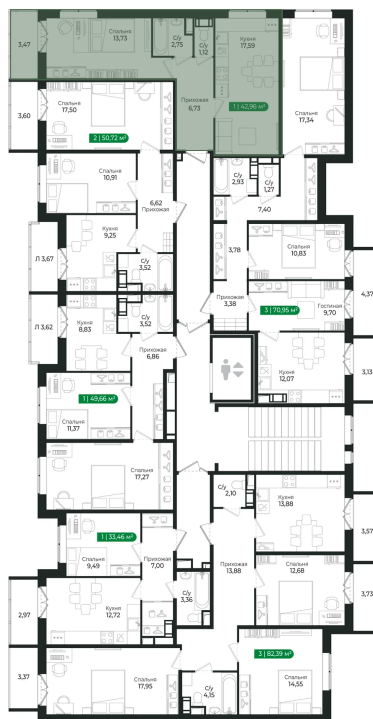 3,47
Спальня
13,73
С/у
2,75
С/у
1,12
Кухня
17,59
Прихожая
6,73
1 | 42,96 м²
Спальня
17,34
3,60
Спальня
17,50
2 | 50,72 м²
Спальня
10,91
6,62
Прихожая
С/у
2,93
С/у
1,27
7,40
Л 3,67
Кухня
9,25
С/у
3,52
3,78
Спальня
10,83
4,37
Прихожая
3,38
3 | 70,95 м²
Гостиная
9,70
Л 3,62
Кухня
8,83
С/у
3,52
Прихожая
6,86
Кухня
12,07
3,13
1 | 49,66 м²
Спальня
11,37
Спальня
17,27
С/у
2,10
Кухня
13,88
3,57
1 | 33,46 м²
Спальня
9,49
Прихожая
7,00
Прихожая
13,88
Спальня
12,68
3,73
2,97
Кухня
12,72
С/у
3,36
3,37
Спальня
17,95
С/у
4,15
3 | 82,39 м²
Спальня
14,55